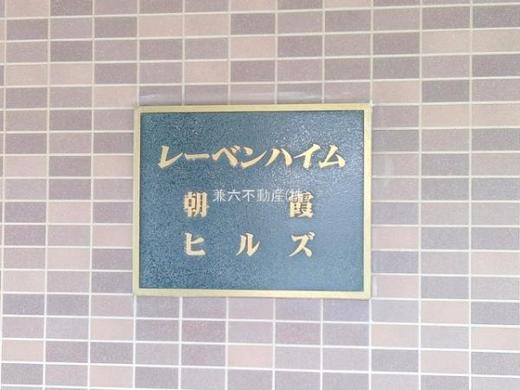 レーベンハイム
朝霞
ヒルズ
兼六不動産(株)